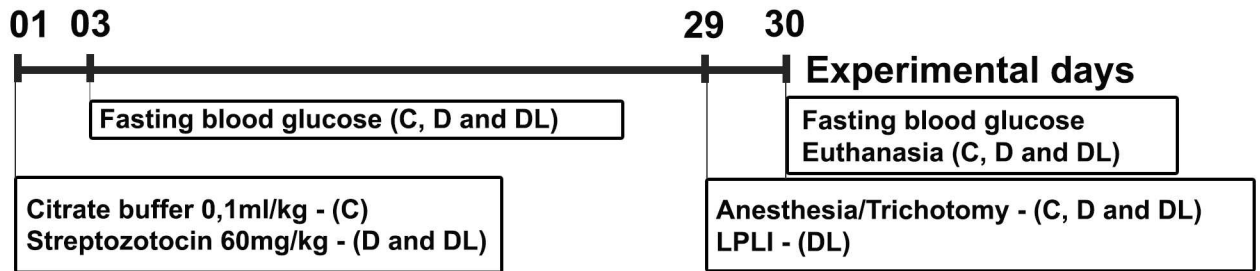 01 03 29 30
Experimental days
Fasting blood glucose (C, D and DL)
Fasting blood glucose
Euthanasia (C, D and DL)
Citrate buffer 0,1ml/kg - (C)
Streptozotocin 60mg/kg - (D and DL)
Anesthesia/Trichotomy - (C, D and DL)
LPLI - (DL)